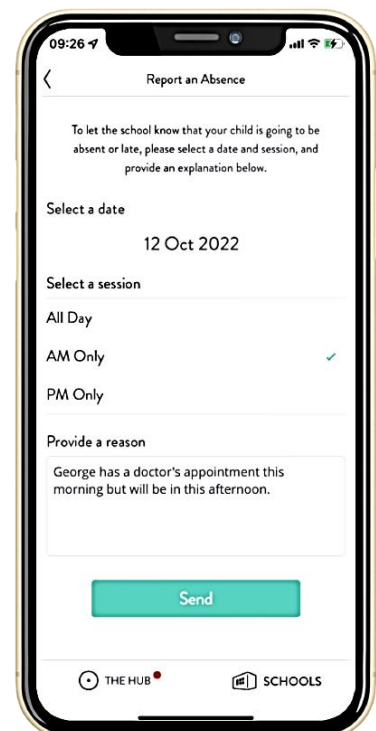 09:26
Report an Absence
To let the school know that your child is going to be
absent or late, please select a date and session, and
provide an explanation below.
Select a date
12 Oct 2022
Select a session
All Day
AM Only
PM Only
Provide a reason
George has a doctor's appointment this
morning but will be in this afternoon.
Send
THE HUB
SCHOOLS